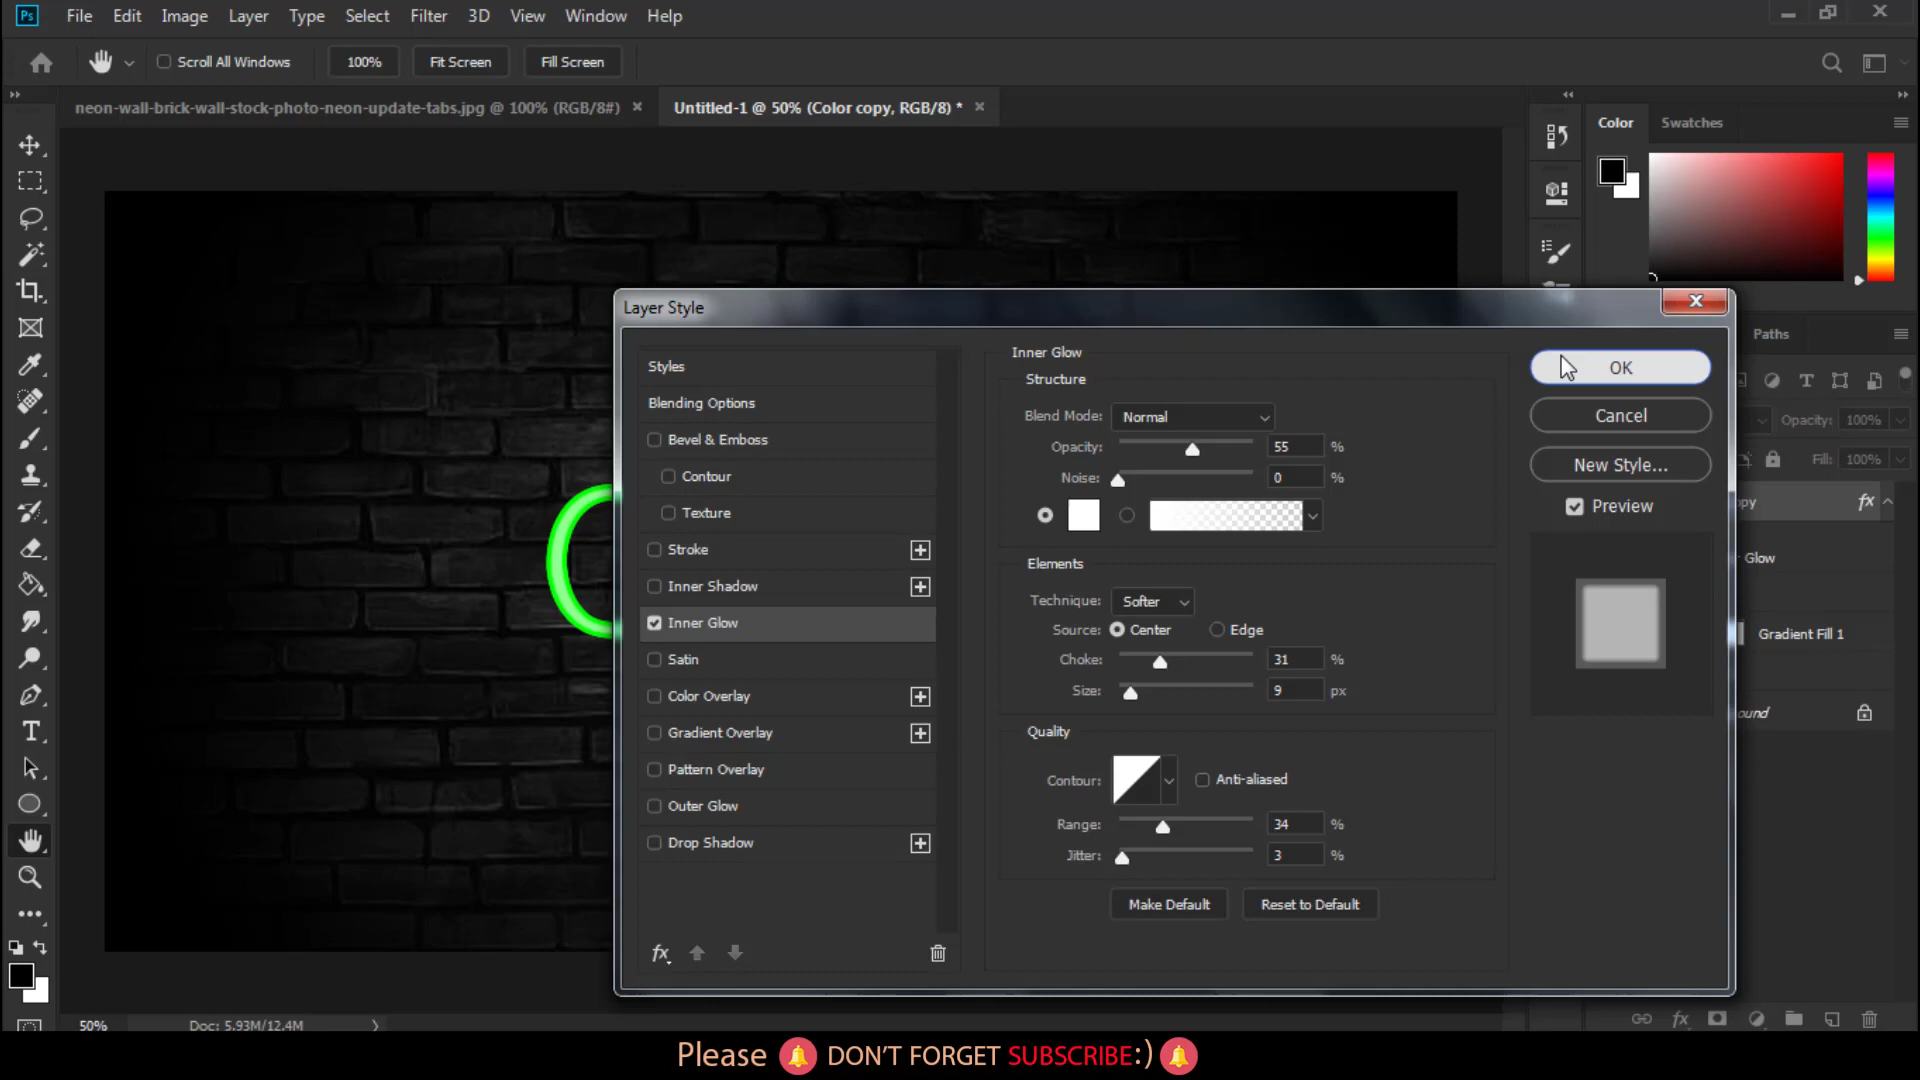 Ps File Edit Image Layer Type Select Filter 3D View Window Help
Scroll All Windows 100% Fit Screen Fill Screen
neon-wall-brick-wall-stock-photo-neon-update-tabs.jpg @ 100% (RGB/8#) × Untitled-1 @ 50% (Color copy, RGB/8) * ×
Color Swatches
Layer Style
Paths
Styles
Blending Options
Bevel & Emboss
Contour
Texture
Stroke
Inner Shadow
Inner Glow
Satin
Color Overlay
Gradient Overlay
Pattern Overlay
Outer Glow
Drop Shadow
fx
Inner Glow
Structure
Blend Mode: Normal
Opacity: 55 %
Noise: 0 %
Elements
Technique: Softer
Source: Center Edge
Choke: 31 %
Size: 9 px
Quality
Contour: Anti-aliased
Range: 34 %
Jitter: 3 %
Make Default Reset to Default
OK
Cancel
New Style...
Preview
Opacity: 100%
Fill: 100%
opy fx
Glow
Gradient Fill 1
ound
50% Doc: 5.93M/12.4M
fx
Please DON'T FORGET SUBSCRIBE:)